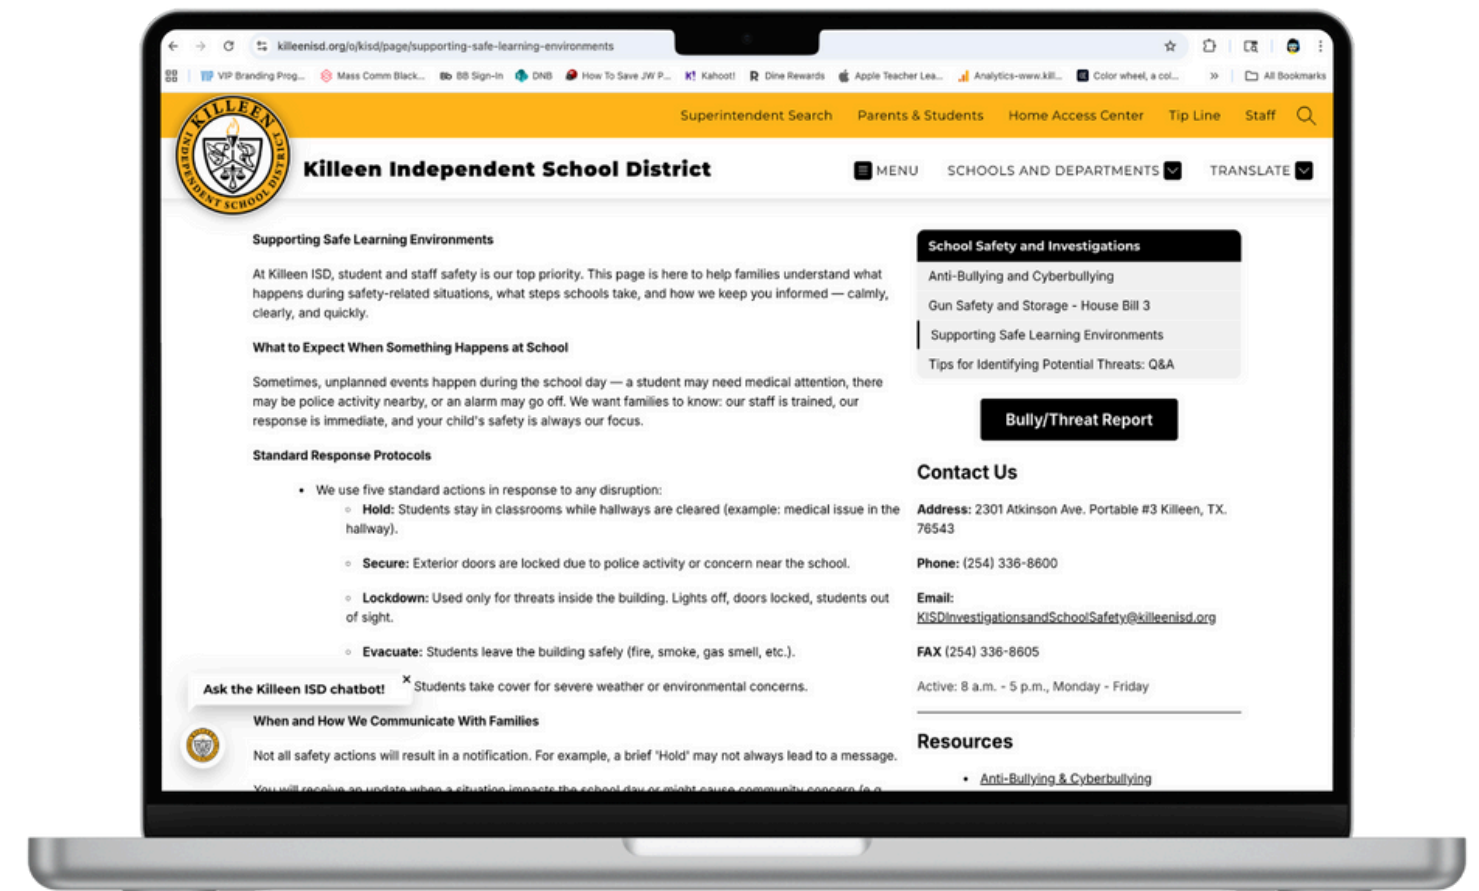 killeenisd.org/o/kisd/page/supporting-safe-learning-environments
VIP Branding Prog... Mass Comm Black... Bb BB Sign-In DNB How To Save JW P... K! Kahoot! R Dine Rewards Apple Teacher Lea... Analytics-www.kill... Color wheel, a col... » All Bookmarks
Superintendent Search Parents & Students Home Access Center Tip Line Staff
KILLEEN
INDEPENDENT SCHOOL DISTRICT
Killeen Independent School District
MENU SCHOOLS AND DEPARTMENTS TRANSLATE
Supporting Safe Learning Environments
At Killeen ISD, student and staff safety is our top priority. This page is here to help families understand what
happens during safety-related situations, what steps schools take, and how we keep you informed — calmly,
clearly, and quickly.
What to Expect When Something Happens at School
Sometimes, unplanned events happen during the school day — a student may need medical attention, there
may be police activity nearby, or an alarm may go off. We want families to know: our staff is trained, our
response is immediate, and your child's safety is always our focus.
Standard Response Protocols
• We use five standard actions in response to any disruption:
◦ Hold: Students stay in classrooms while hallways are cleared (example: medical issue in the
hallway).
◦ Secure: Exterior doors are locked due to police activity or concern near the school.
◦ Lockdown: Used only for threats inside the building. Lights off, doors locked, students out
of sight.
◦ Evacuate: Students leave the building safely (fire, smoke, gas smell, etc.).
Students take cover for severe weather or environmental concerns.
Ask the Killeen ISD chatbot!
×
When and How We Communicate With Families
Not all safety actions will result in a notification. For example, a brief "Hold" may not always lead to a message.
You will receive an update when a situation impacts the school day or might cause community concern (e.g.
School Safety and Investigations
Anti-Bullying and Cyberbullying
Gun Safety and Storage - House Bill 3
Supporting Safe Learning Environments
Tips for Identifying Potential Threats: Q&A
Bully/Threat Report
Contact Us
Address: 2301 Atkinson Ave. Portable #3 Killeen, TX.
76543
Phone: (254) 336-8600
Email:
KISDInvestigationsandSchoolSafety@killeenisd.org
FAX (254) 336-8605
Active: 8 a.m. - 5 p.m., Monday - Friday
Resources
• Anti-Bullying & Cyberbullying